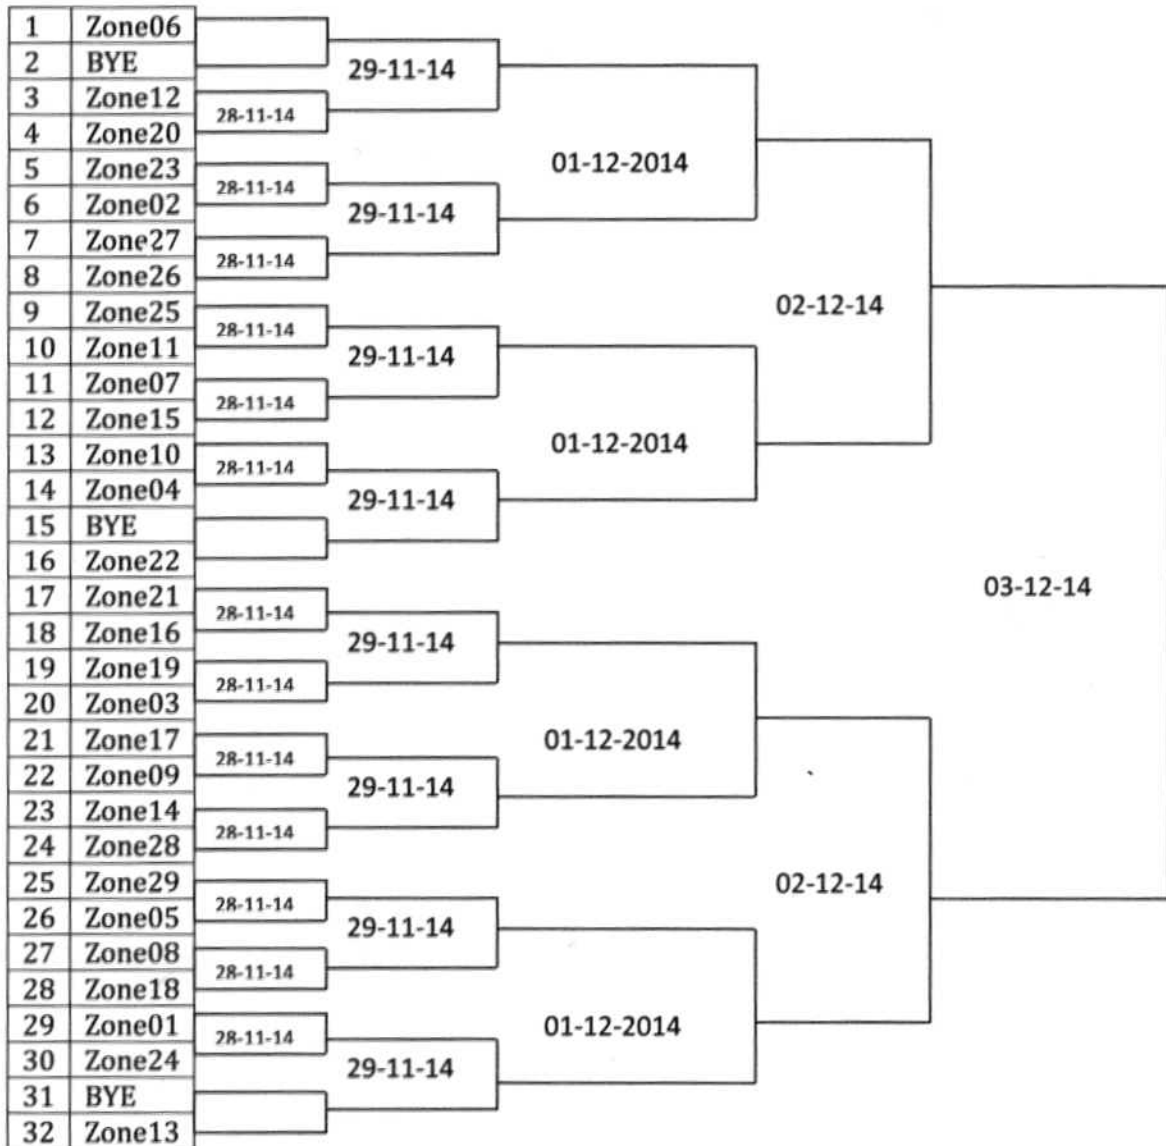 1 Zone06
2 BYE
29-11-14
3 Zone12
28-11-14
4 Zone20
01-12-2014
5 Zone23
28-11-14
6 Zone02
29-11-14
7 Zone27
28-11-14
8 Zone26
02-12-14
9 Zone25
28-11-14
10 Zone11
29-11-14
11 Zone07
28-11-14
12 Zone15
01-12-2014
13 Zone10
28-11-14
14 Zone04
29-11-14
15 BYE
16 Zone22
03-12-14
17 Zone21
28-11-14
18 Zone16
29-11-14
19 Zone19
28-11-14
20 Zone03
21 Zone17
01-12-2014
28-11-14
22 Zone09
29-11-14
23 Zone14
28-11-14
24 Zone28
25 Zone29
02-12-14
28-11-14
26 Zone05
29-11-14
27 Zone08
28-11-14
28 Zone18
29 Zone01
01-12-2014
28-11-14
30 Zone24
29-11-14
31 BYE
32 Zone13